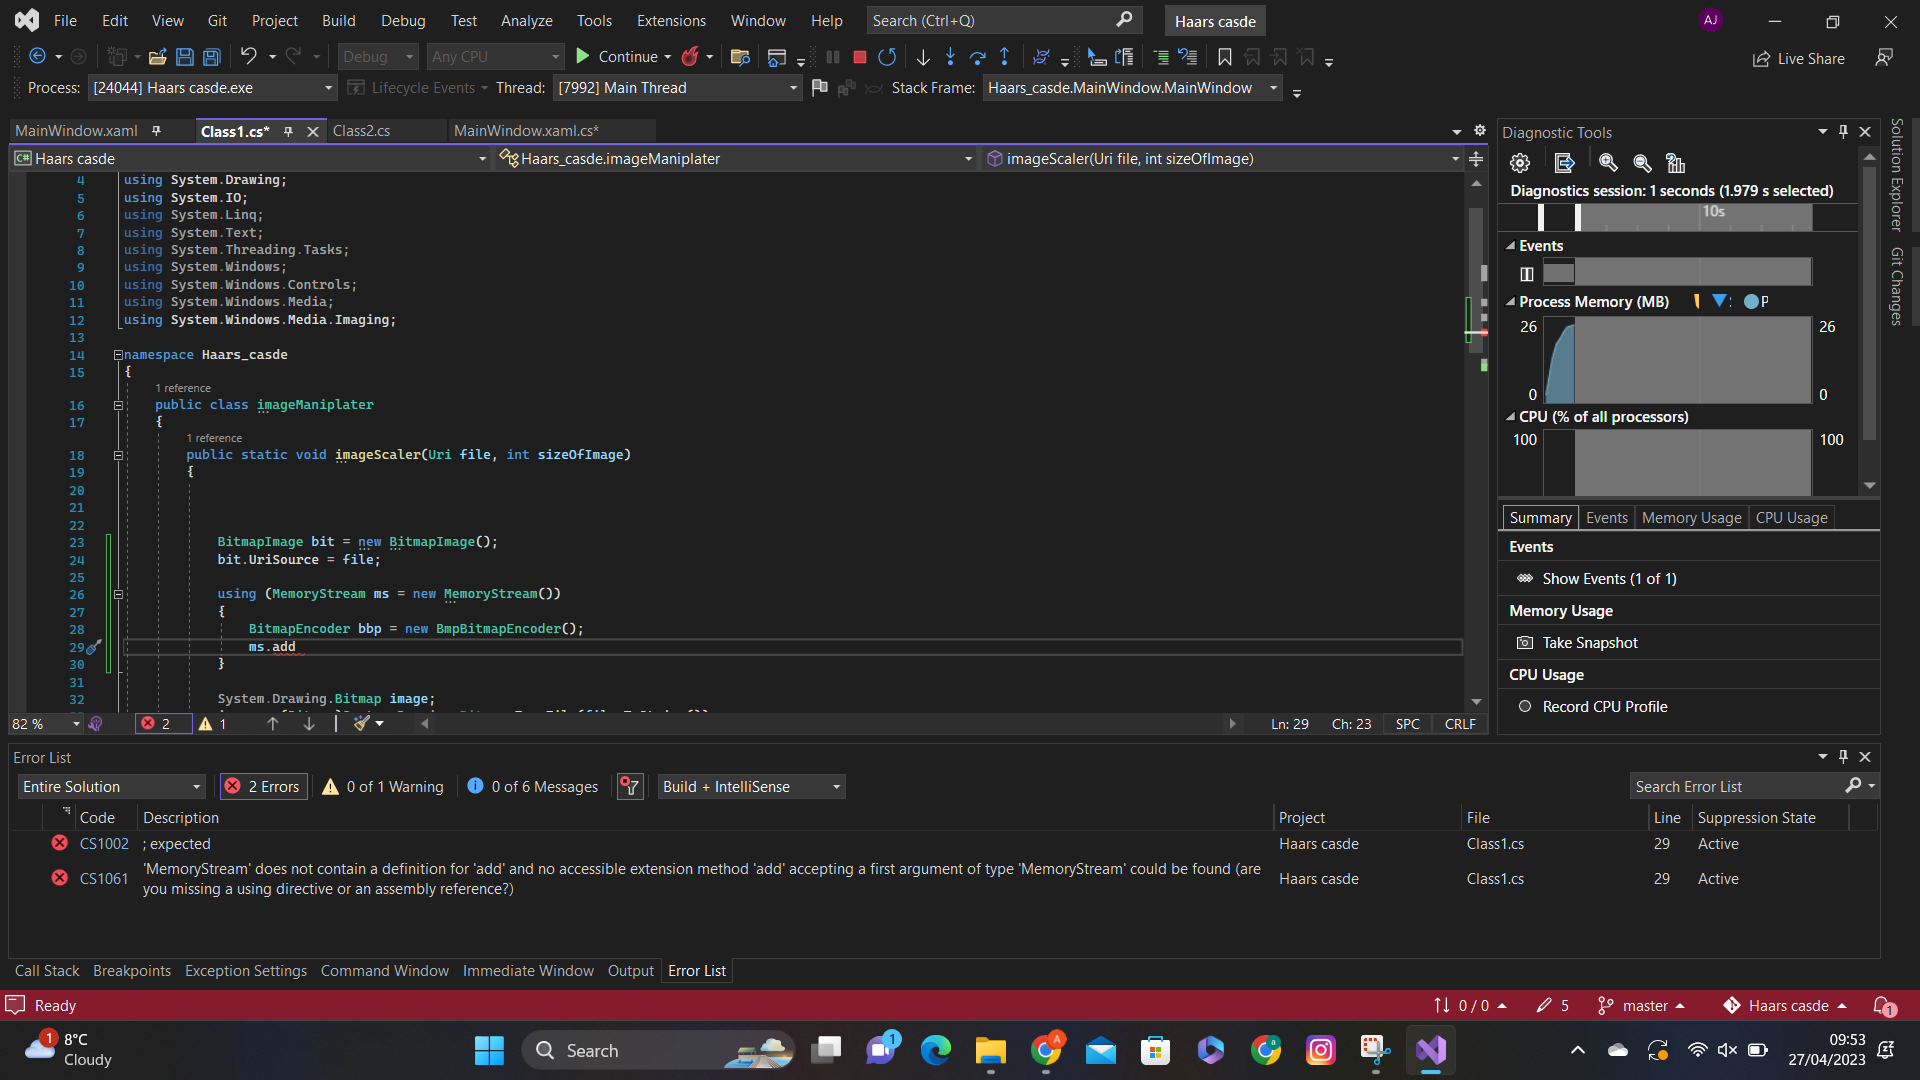 File Edit View Git Project Build Debug Test Analyze Tools Extensions Window Help Search (Ctrl+Q) Haars casde AJ
Debug Any CPU Continue Live Share
Process: [24044] Haars casde.exe Lifecycle Events Thread: [7992] Main Thread Stack Frame: Haars_casde.MainWindow.MainWindow
MainWindow.xaml Class1.cs* Class2.cs MainWindow.xaml.cs*
Haars casde Haars_casde.imageManiplater imageScaler(Uri file, int sizeOfImage)
4 using System.Drawing;
5 using System.IO;
6 using System.Linq;
7 using System.Text;
8 using System.Threading.Tasks;
9 using System.Windows;
10 using System.Windows.Controls;
11 using System.Windows.Media;
12 using System.Windows.Media.Imaging;
13
14 namespace Haars_casde
15 {
1 reference
16 public class imageManiplater
17 {
1 reference
18 public static void imageScaler(Uri file, int sizeOfImage)
19 {
20
21
22
23 BitmapImage bit = new BitmapImage();
24 bit.UriSource = file;
25
26 using (MemoryStream ms = new MemoryStream())
27 {
28 BitmapEncoder bbp = new BmpBitmapEncoder();
29 ms.add
30 }
31
32 System.Drawing.Bitmap image;
82 % 2 1 Ln: 29 Ch: 23 SPC CRLF
Diagnostic Tools
Diagnostics session: 1 seconds (1.979 s selected)
10s
Events
Process Memory (MB) P
26 26
0 0
CPU (% of all processors)
100 100
Summary Events Memory Usage CPU Usage
Events
Show Events (1 of 1)
Memory Usage
Take Snapshot
CPU Usage
Record CPU Profile
Solution Explorer
Git Changes
Error List
Entire Solution 2 Errors 0 of 1 Warning 0 of 6 Messages Build + IntelliSense Search Error List
Code Description Project File Line Suppression State
CS1002 ; expected Haars casde Class1.cs 29 Active
CS1061 'MemoryStream' does not contain a definition for 'add' and no accessible extension method 'add' accepting a first argument of type 'MemoryStream' could be found (are
you missing a using directive or an assembly reference?) Haars casde Class1.cs 29 Active
Call Stack Breakpoints Exception Settings Command Window Immediate Window Output Error List
Ready 0 / 0 5 master Haars casde 1
1 8°C
Cloudy
Search
1
A
a
09:53
27/04/2023